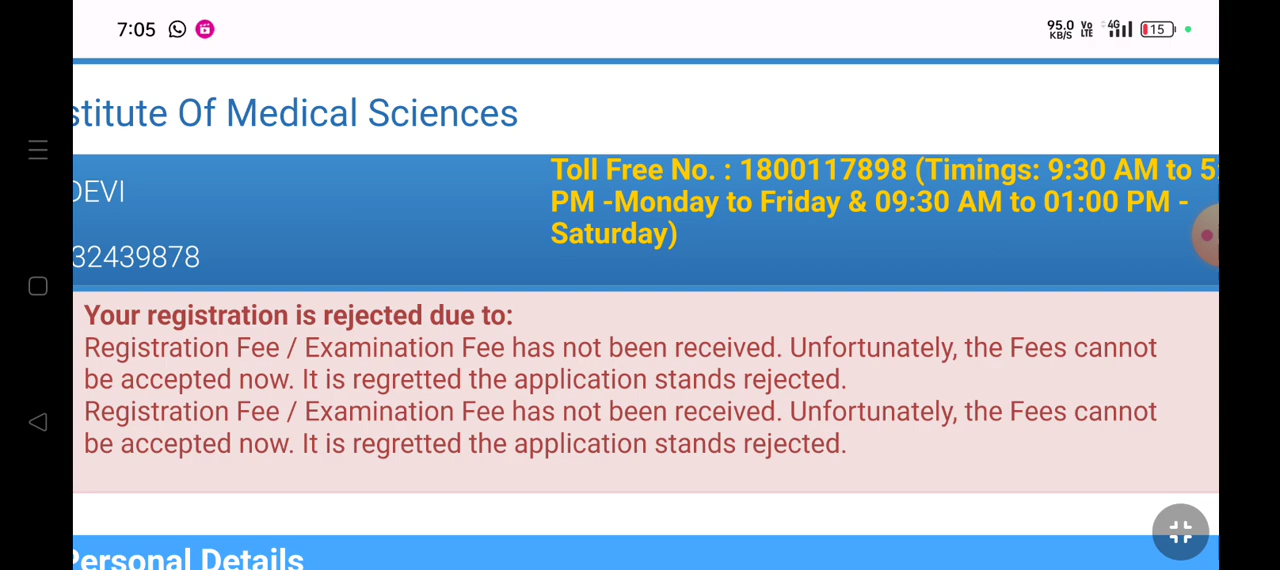 7:05
95.0 KB/S Vo LTE 4G 15
stitute Of Medical Sciences
DEVI
32439878
Toll Free No. : 1800117898 (Timings: 9:30 AM to 5:
PM -Monday to Friday & 09:30 AM to 01:00 PM -
Saturday)
Your registration is rejected due to:
Registration Fee / Examination Fee has not been received. Unfortunately, the Fees cannot
be accepted now. It is regretted the application stands rejected.
Registration Fee / Examination Fee has not been received. Unfortunately, the Fees cannot
be accepted now. It is regretted the application stands rejected.
Personal Details